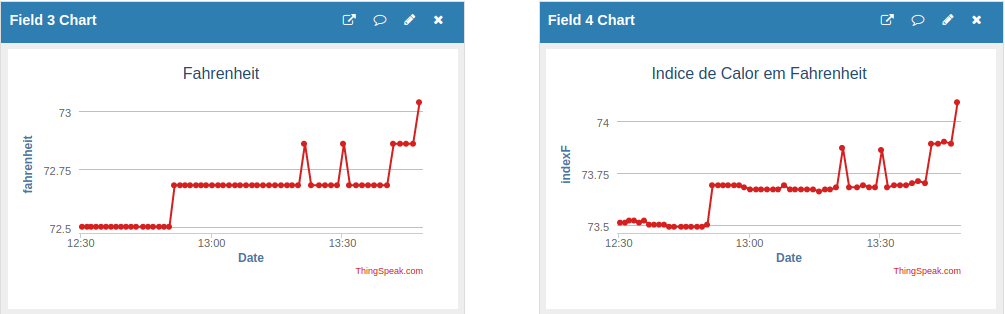 Field 3 Chart
Fahrenheit
fahrenheit
73
72.75
72.5
12:30 13:00 13:30
Date
ThingSpeak.com
Field 4 Chart
Indice de Calor em Fahrenheit
indexF
74
73.75
73.5
12:30 13:00 13:30
Date
ThingSpeak.com